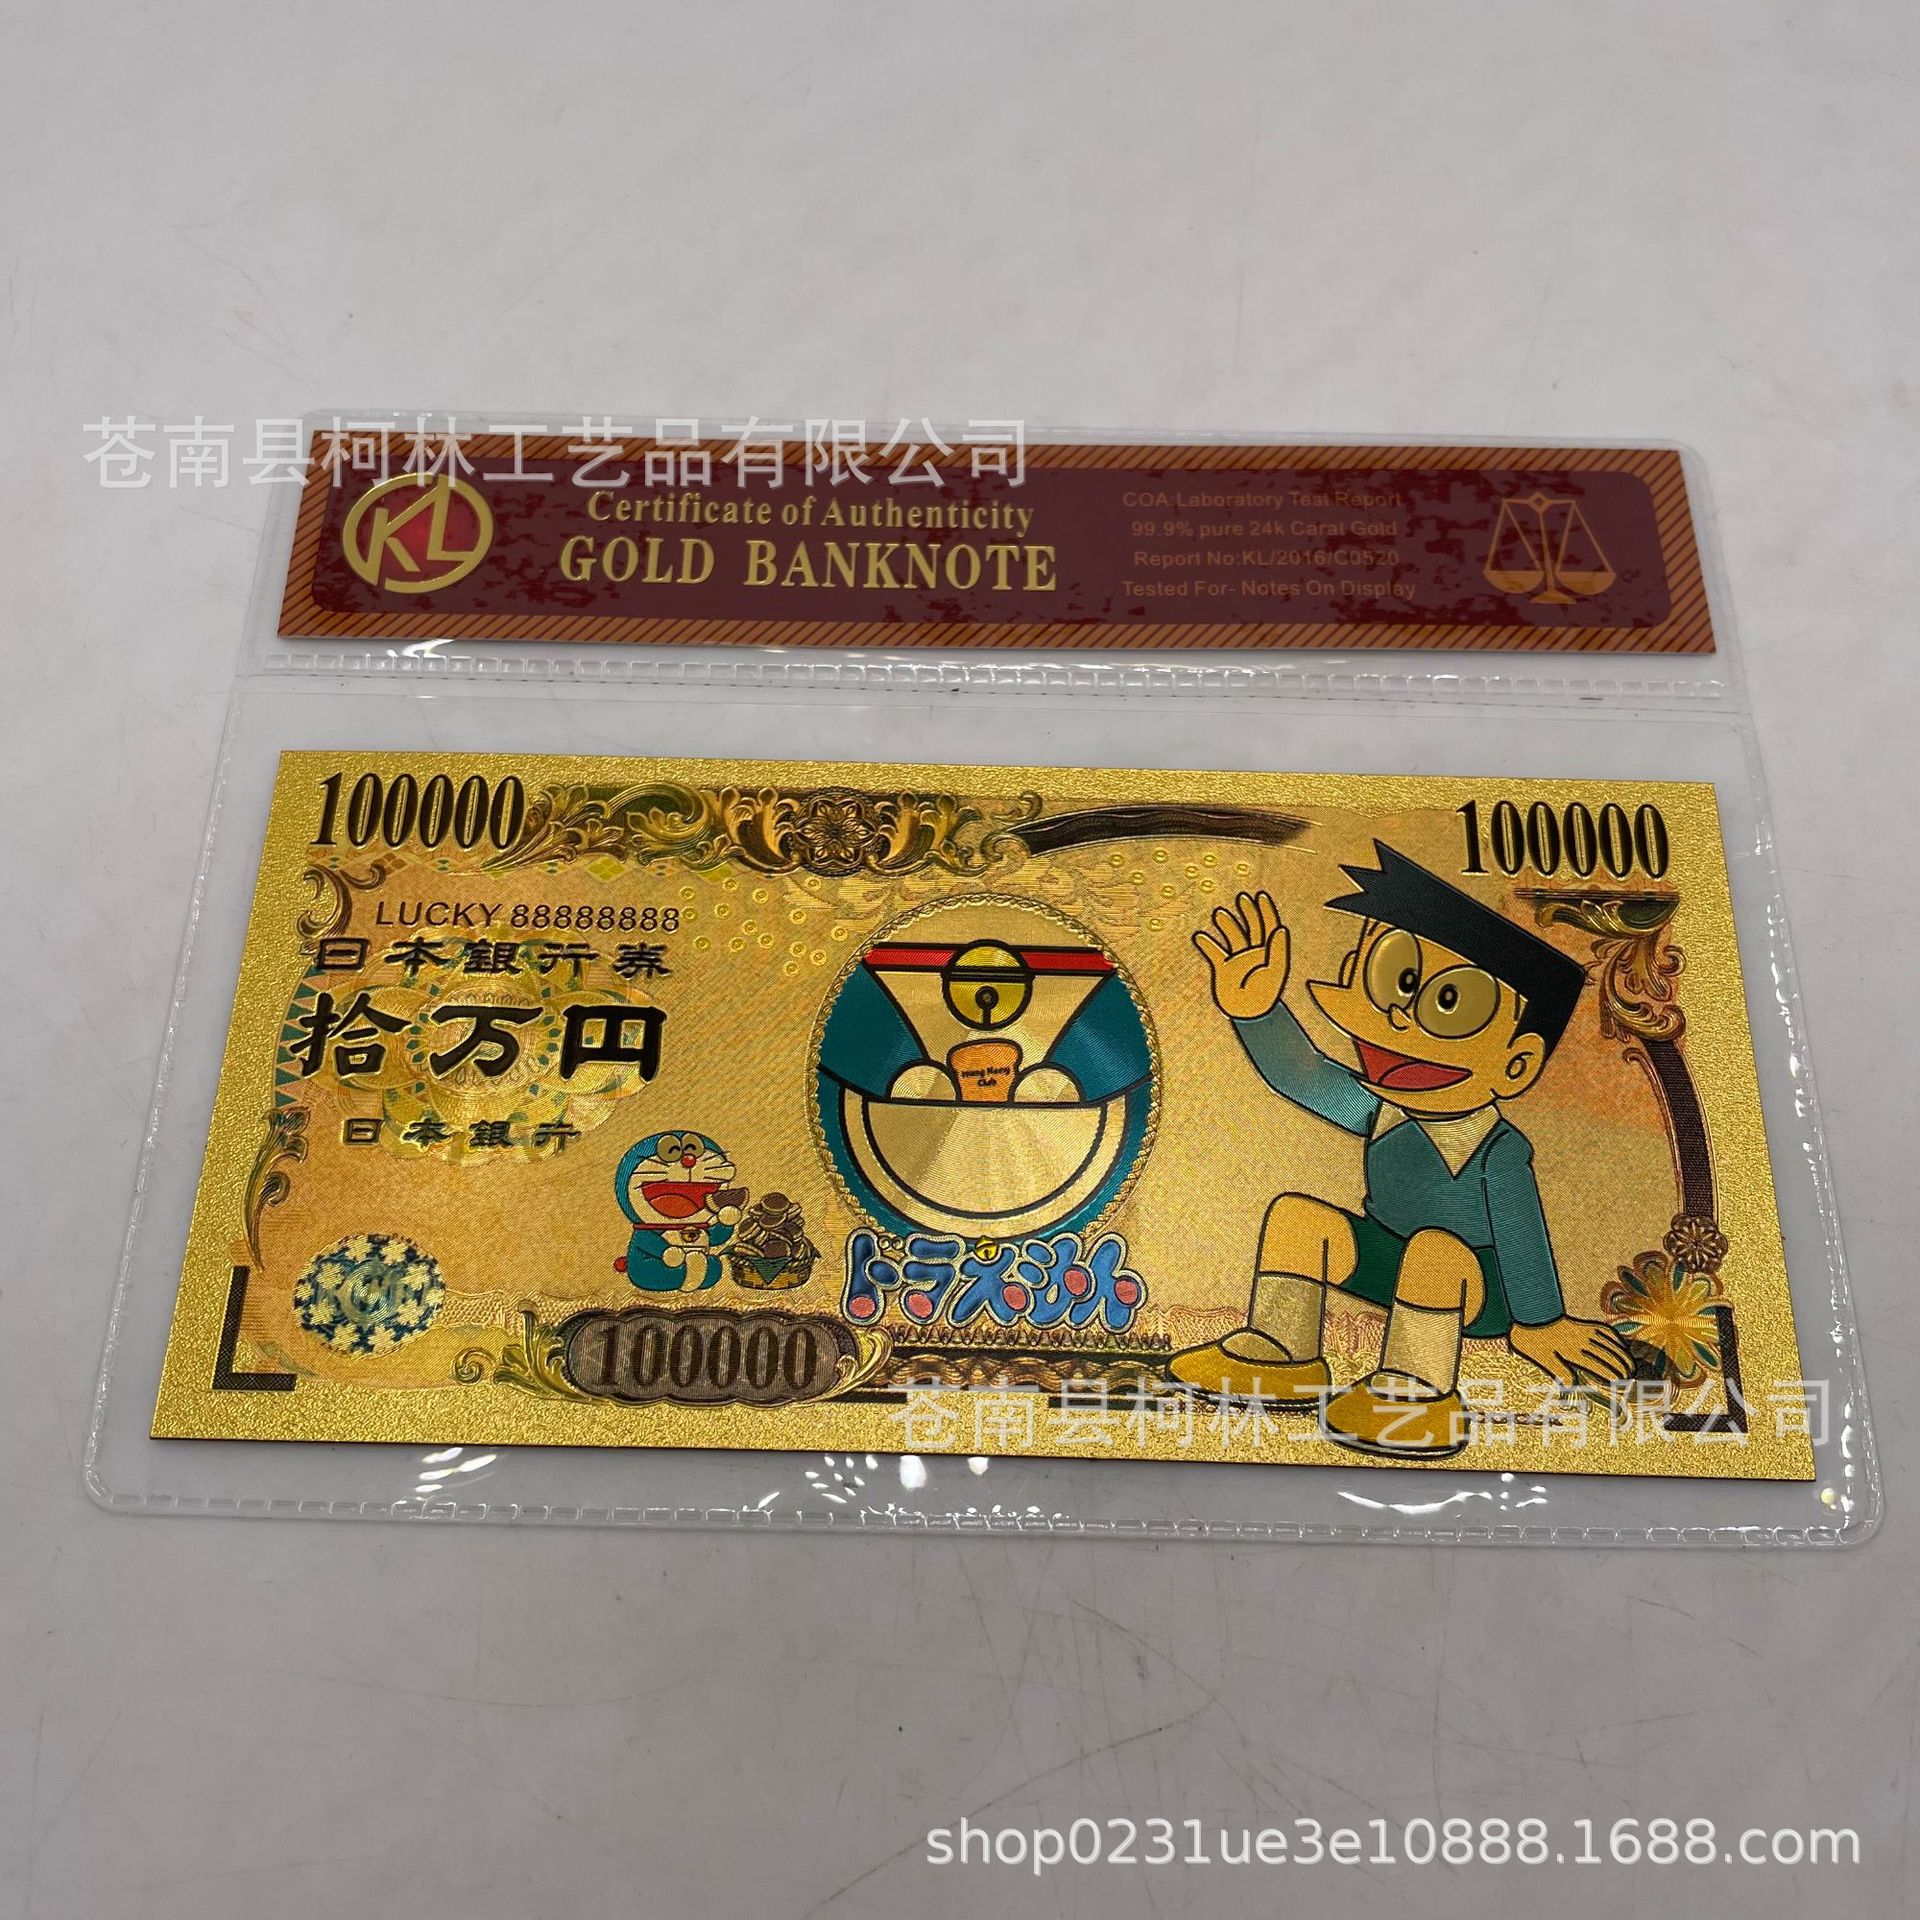 苍南县柯林工艺品有限公司
KL
Certificate of Authenticity
GOLD BANKNOTE
COA:Laboratory Test Report
99.9% pure 24k Carat Gold
Report No:KL/2016/C0520
Tested For- Notes On Display
100000
100000
LUCKY 88888888
日本銀行券
拾万円
日本銀行
Club
ドラえもん
100000
苍南县柯林工艺品有限公司
shop0231ue3e10888.1688.com